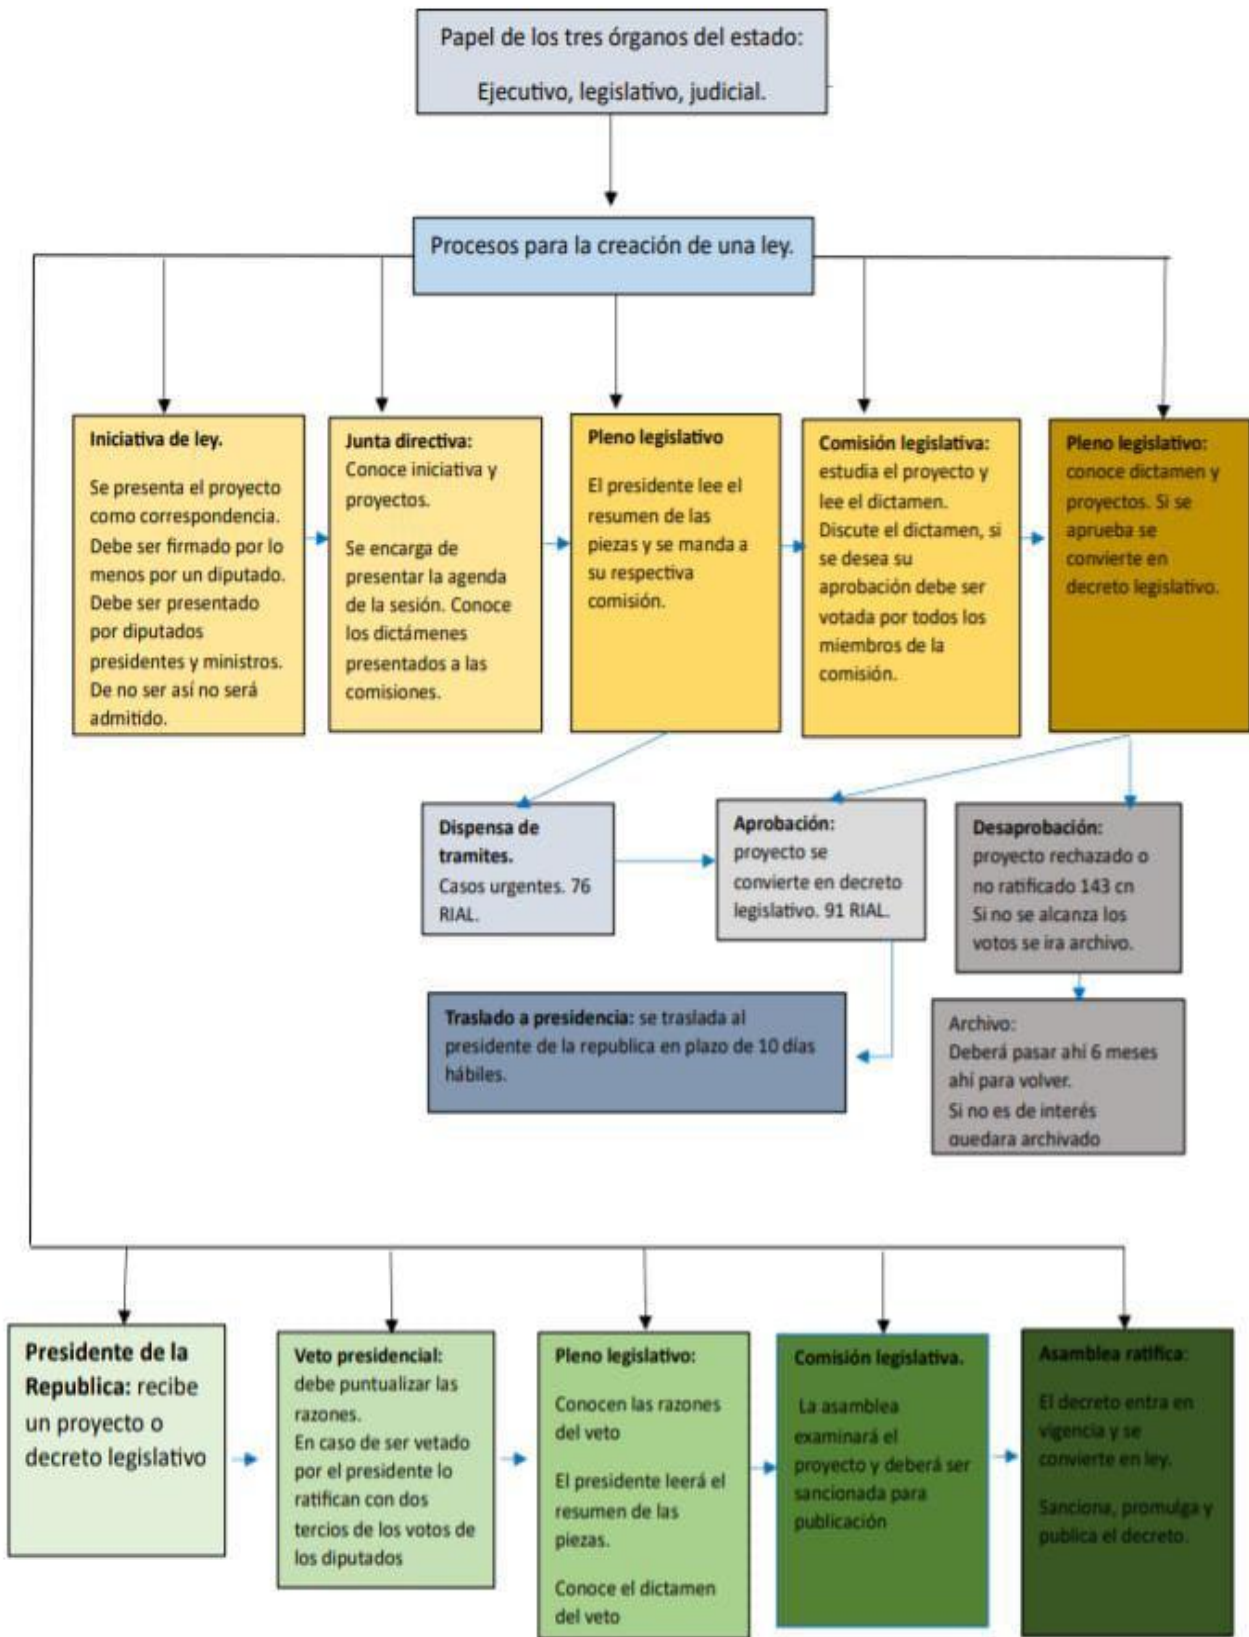 Papel de los tres órganos del estado:
Ejecutivo, legislativo, judicial.
Procesos para la creación de una ley.
Iniciativa de ley.
Se presenta el proyecto
como correspondencia.
Debe ser firmado por lo
menos por un diputado.
Debe ser presentado
por diputados
presidentes y ministros.
De no ser así no será
admitido.
Junta directiva:
Conoce iniciativa y
proyectos.
Se encarga de
presentar la agenda
de la sesión. Conoce
los dictámenes
presentados a las
comisiones.
Pleno legislativo
El presidente lee el
resumen de las
piezas y se manda a
su respectiva
comisión.
Comisión legislativa:
estudia el proyecto y
lee el dictamen.
Discute el dictamen, si
se desea su
aprobación debe ser
votada por todos los
miembros de la
comisión.
Pleno legislativo:
conoce dictamen y
proyectos. Si se
aprueba se
convierte en
decreto legislativo.
Dispensa de
tramites.
Casos urgentes. 76
RIAL.
Aprobación:
proyecto se
convierte en decreto
legislativo. 91 RIAL.
Desaprobación:
proyecto rechazado o
no ratificado 143 cn
Si no se alcanza los
votos se ira archivo.
Traslado a presidencia: se traslada al
presidente de la republica en plazo de 10 días
hábiles.
Archivo:
Deberá pasar ahí 6 meses
ahí para volver.
Si no es de interés
quedara archivado
Presidente de la
Republica: recibe
un proyecto o
decreto legislativo
Veto presidencial:
debe puntualizar las
razones.
En caso de ser vetado
por el presidente lo
ratifican con dos
tercios de los votos de
los diputados
Pleno legislativo:
Conocen las razones
del veto
El presidente leerá el
resumen de las
piezas.
Conoce el dictamen
del veto
Comisión legislativa.
La asamblea
examinará el
proyecto y deberá ser
sancionada para
publicación
Asamblea ratifica:
El decreto entra en
vigencia y se
convierte en ley.
Sanciona, promulga y
publica el decreto.